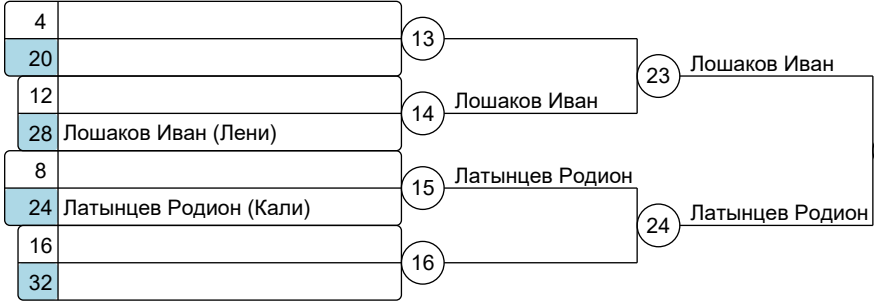 4
20
13
12
28 Лошаков Иван (Лени)
14 Лошаков Иван
23 Лошаков Иван
8
24 Латынцев Родион (Кали)
15 Латынцев Родион
16
32
16
24 Латынцев Родион